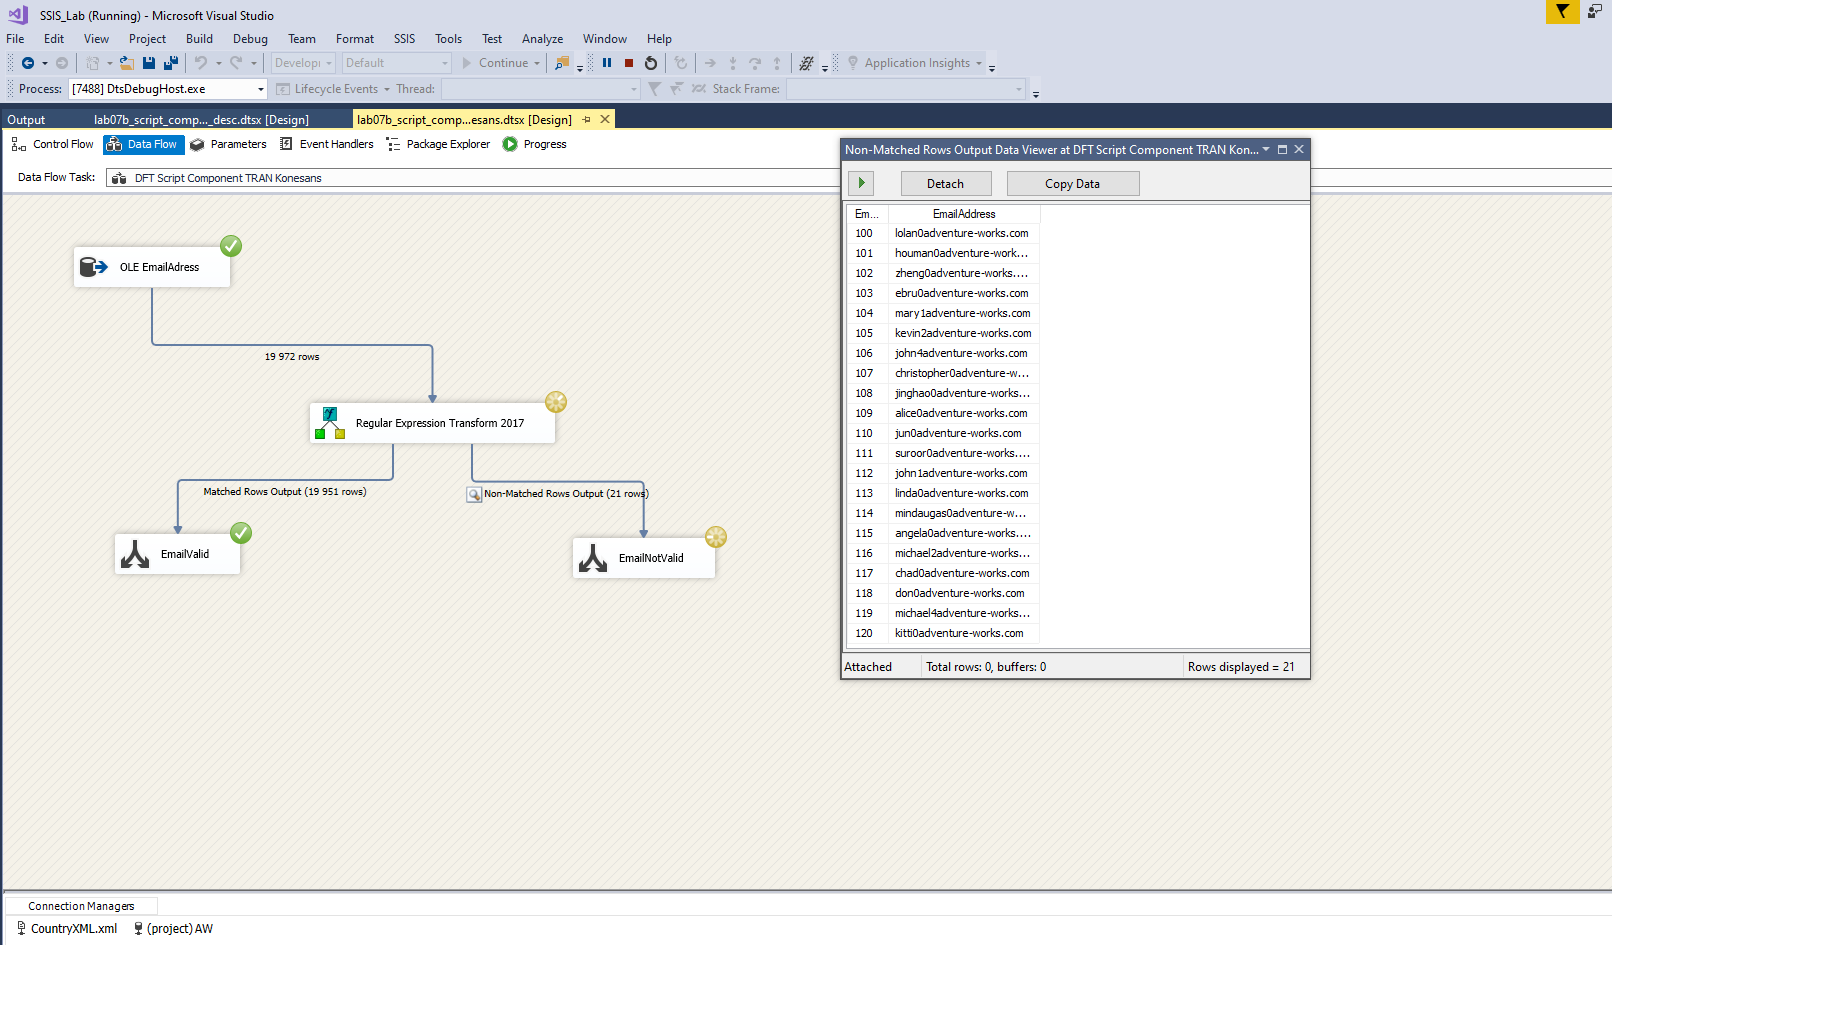 SSIS_Lab (Running) - Microsoft Visual Studio
File Edit View Project Build Debug Team Format SSIS Tools Test Analyze Window Help
Develop Default Continue Application Insights
Process: [7488] DtsDebugHost.exe Lifecycle Events Thread: Stack Frame:
Output lab07b_script_comp..._desc.dtsx [Design] lab07b_script_comp...esans.dtsx [Design]
Control Flow Data Flow Parameters Event Handlers Package Explorer Progress
Data Flow Task: DFT Script Component TRAN Konesans
OLE EmailAdress
19 972 rows
Regular Expression Transform 2017
Matched Rows Output (19 951 rows)
Non-Matched Rows Output (21 rows)
EmailValid
EmailNotValid
Non-Matched Rows Output Data Viewer at DFT Script Component TRAN Kon...
Detach Copy Data
Em... EmailAddress
100 lolan0adventure-works.com
101 houman0adventure-work...
102 zheng0adventure-works....
103 ebru0adventure-works.com
104 mary1adventure-works.com
105 kevin2adventure-works.com
106 john4adventure-works.com
107 christopher0adventure-w...
108 jinghao0adventure-works...
109 alice0adventure-works.com
110 jun0adventure-works.com
111 suroor0adventure-works....
112 john1adventure-works.com
113 linda0adventure-works.com
114 mindaugas0adventure-w...
115 angela0adventure-works....
116 michael2adventure-works...
117 chad0adventure-works.com
118 don0adventure-works.com
119 michael4adventure-works...
120 kitti0adventure-works.com
Attached Total rows: 0, buffers: 0 Rows displayed = 21
Connection Managers
CountryXML.xml (project) AW